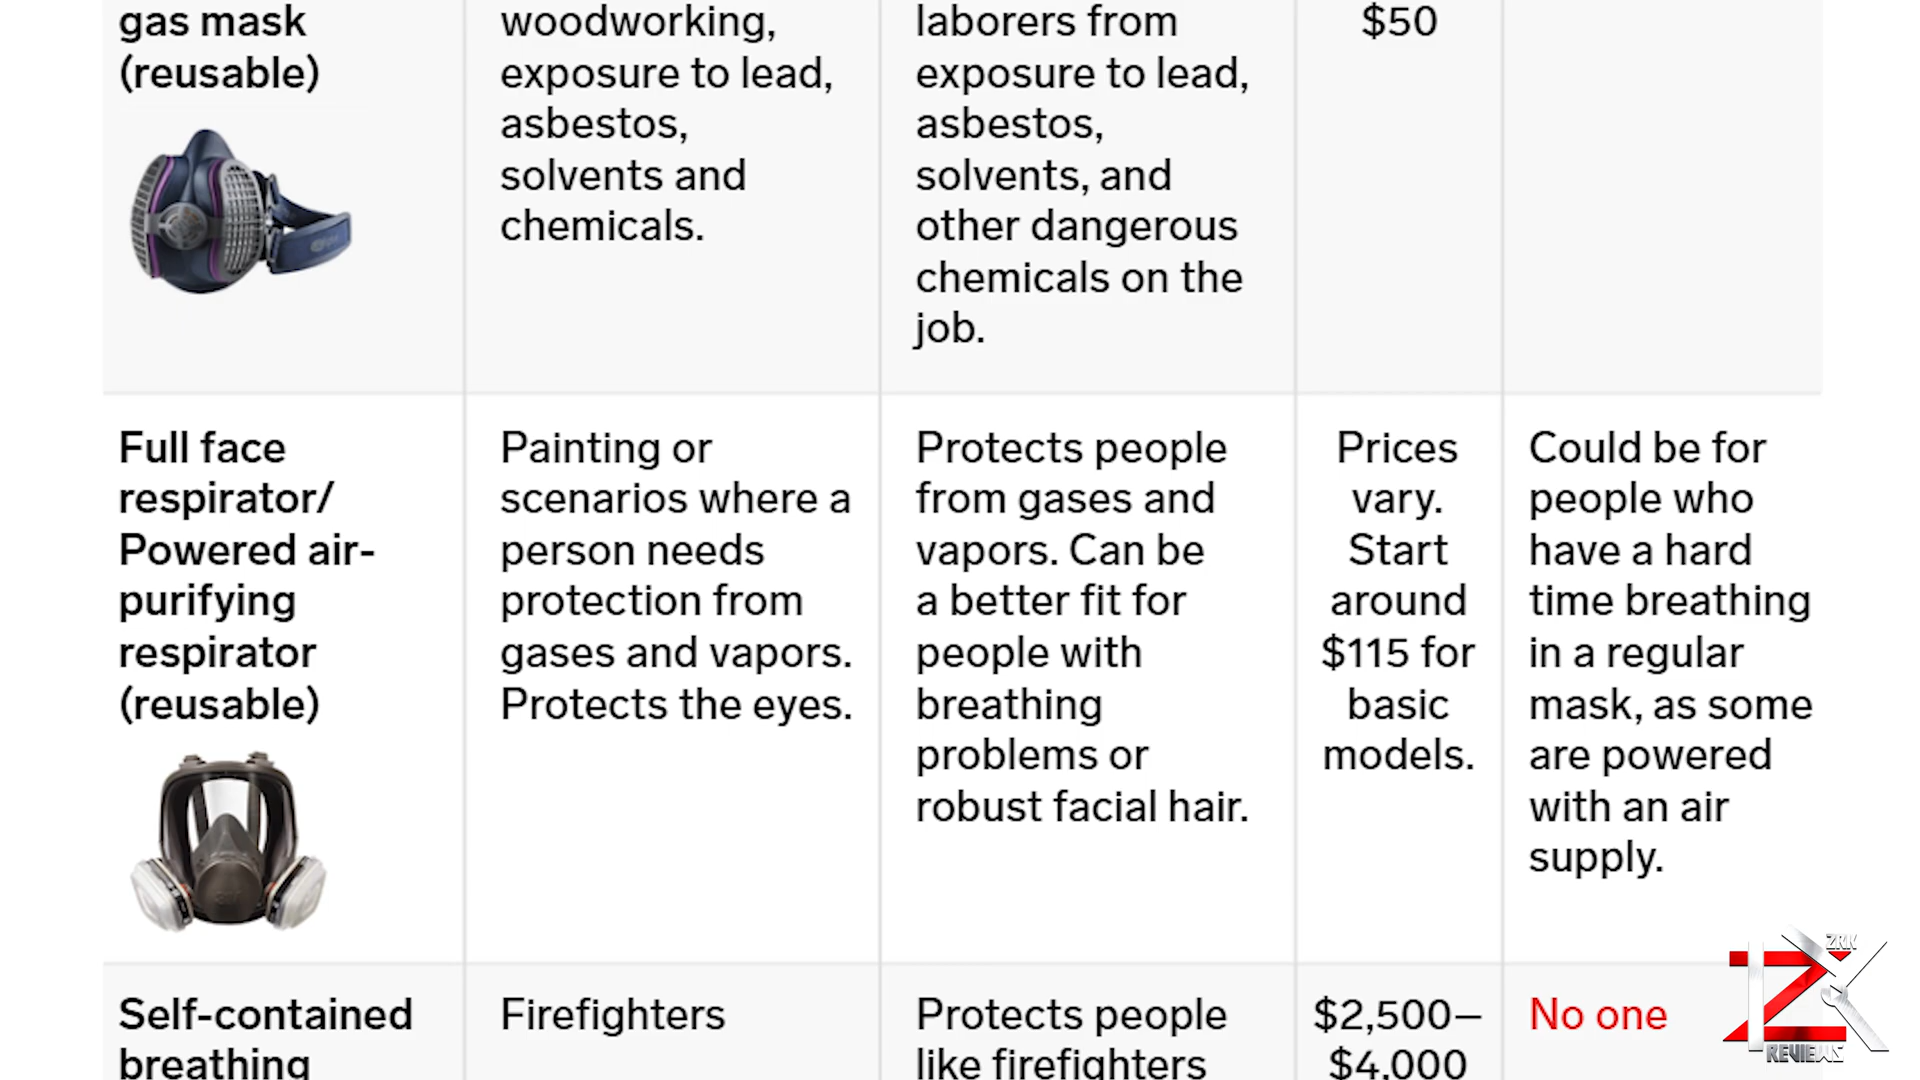 gas mask
(reusable)
woodworking,
exposure to lead,
asbestos,
solvents and
chemicals.
laborers from
exposure to lead,
asbestos,
solvents, and
other dangerous
chemicals on the
job.
$50
Full face
respirator/
Powered air-
purifying
respirator
(reusable)
Painting or
scenarios where a
person needs
protection from
gases and vapors.
Protects the eyes.
Protects people
from gases and
vapors. Can be
a better fit for
people with
breathing
problems or
robust facial hair.
Prices
vary.
Start
around
$115 for
basic
models.
Could be for
people who
have a hard
time breathing
in a regular
mask, as some
are powered
with an air
supply.
Self-contained
breathing
Firefighters
Protects people
like firefighters
$2,500–
$4,000
No one
ZRK
REVIEWS